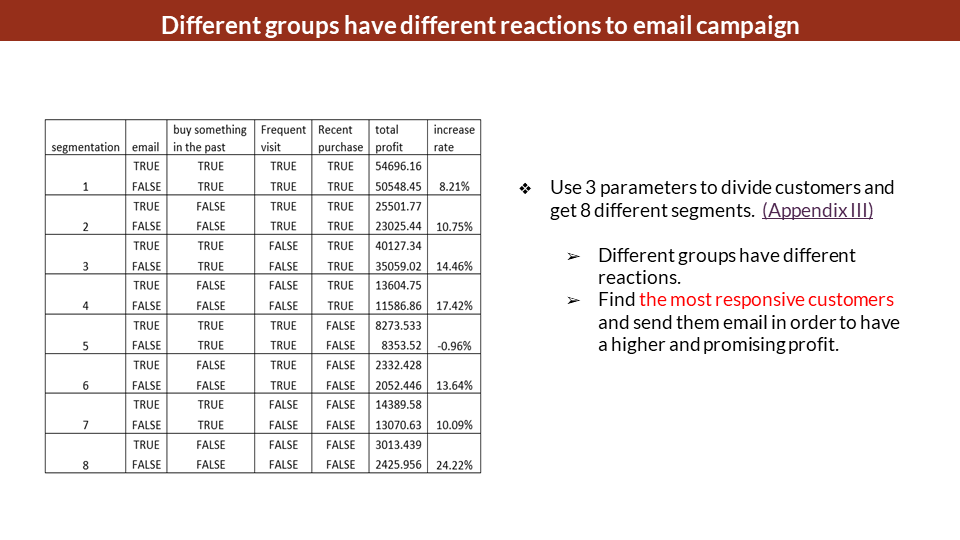 Different groups have different reactions to email campaign
segmentation email buy something in the past Frequent visit Recent purchase total profit increase rate
TRUE TRUE TRUE TRUE 54696.16
1 FALSE TRUE TRUE TRUE 50548.45 8.21%
TRUE FALSE TRUE TRUE 25501.77
2 FALSE FALSE TRUE TRUE 23025.44 10.75%
TRUE TRUE FALSE TRUE 40127.34
3 FALSE TRUE FALSE TRUE 35059.02 14.46%
TRUE FALSE FALSE TRUE 13604.75
4 FALSE FALSE FALSE TRUE 11586.86 17.42%
TRUE TRUE TRUE FALSE 8273.533
5 FALSE TRUE TRUE FALSE 8353.52 -0.96%
TRUE FALSE TRUE FALSE 2332.428
6 FALSE FALSE TRUE FALSE 2052.446 13.64%
TRUE TRUE FALSE FALSE 14389.58
7 FALSE TRUE FALSE FALSE 13070.63 10.09%
TRUE FALSE FALSE FALSE 3013.439
8 FALSE FALSE FALSE FALSE 2425.956 24.22%
❖ Use 3 parameters to divide customers and
get 8 different segments. (Appendix III)
➢ Different groups have different
reactions.
➢ Find the most responsive customers
and send them email in order to have
a higher and promising profit.